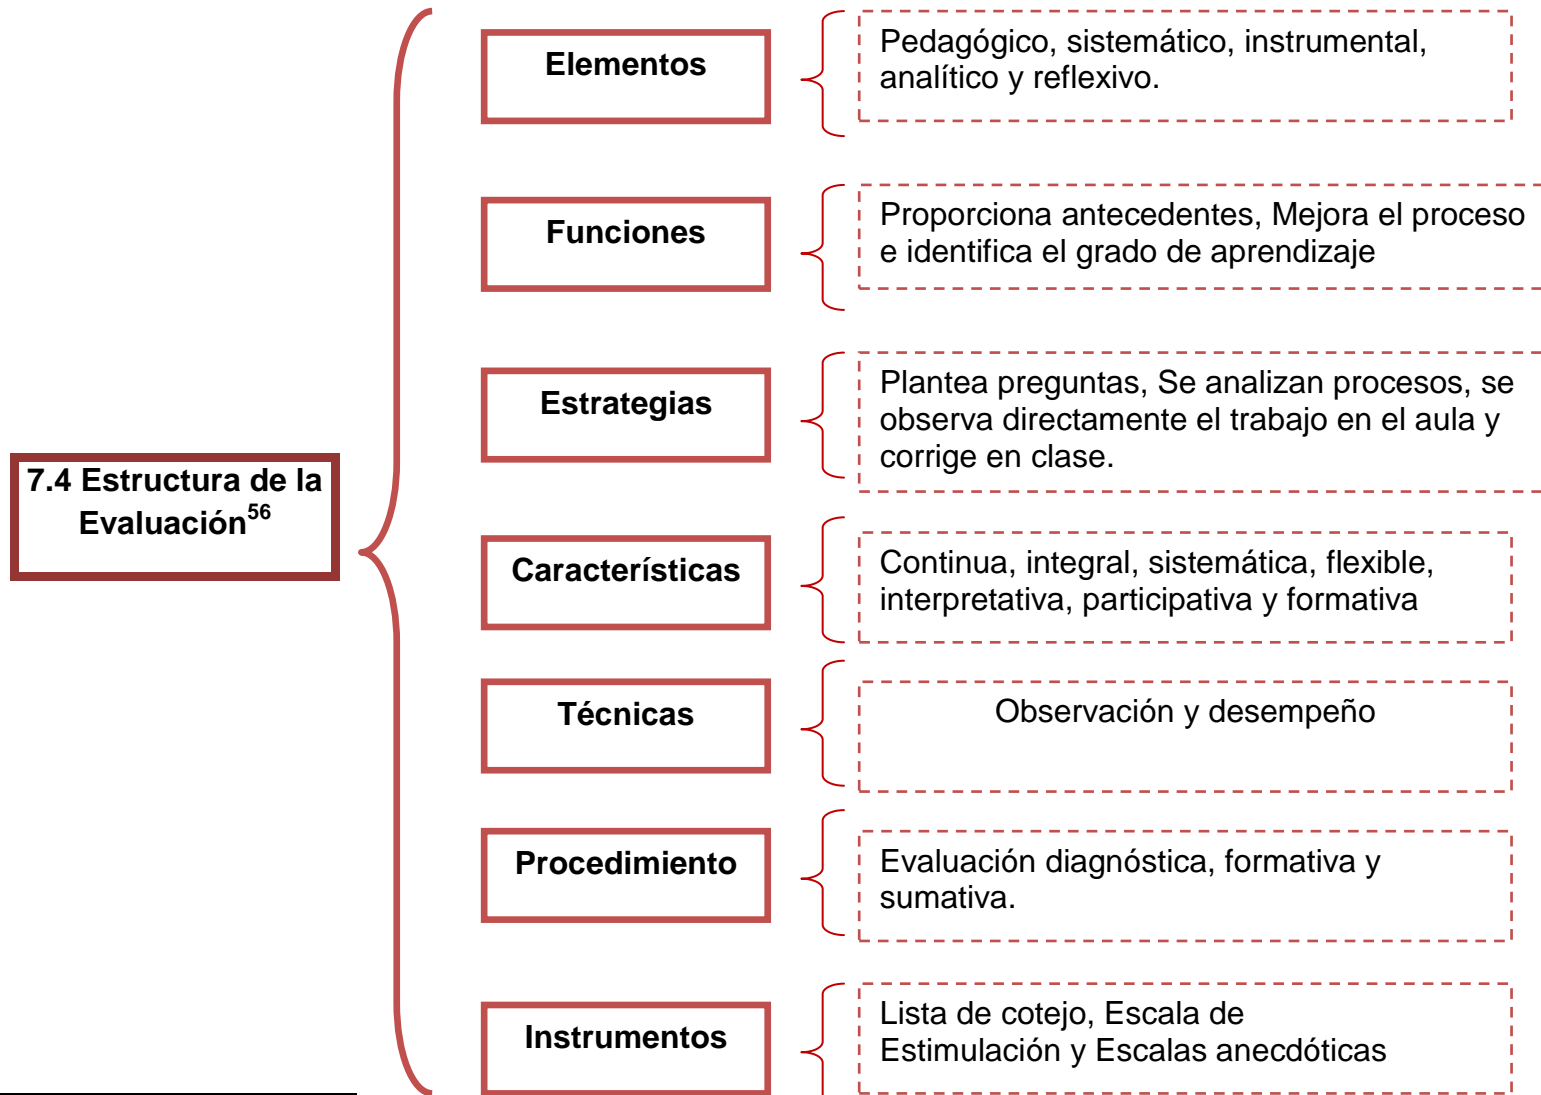 7.4 Estructura de la
Evaluación56
Elementos
Pedagógico, sistemático, instrumental,
analítico y reflexivo.
Funciones
Proporciona antecedentes, Mejora el proceso
e identifica el grado de aprendizaje
Estrategias
Plantea preguntas, Se analizan procesos, se
observa directamente el trabajo en el aula y
corrige en clase.
Características
Continua, integral, sistemática, flexible,
interpretativa, participativa y formativa
Técnicas
Observación y desempeño
Procedimiento
Evaluación diagnóstica, formativa y
sumativa.
Instrumentos
Lista de cotejo, Escala de
Estimulación y Escalas anecdóticas